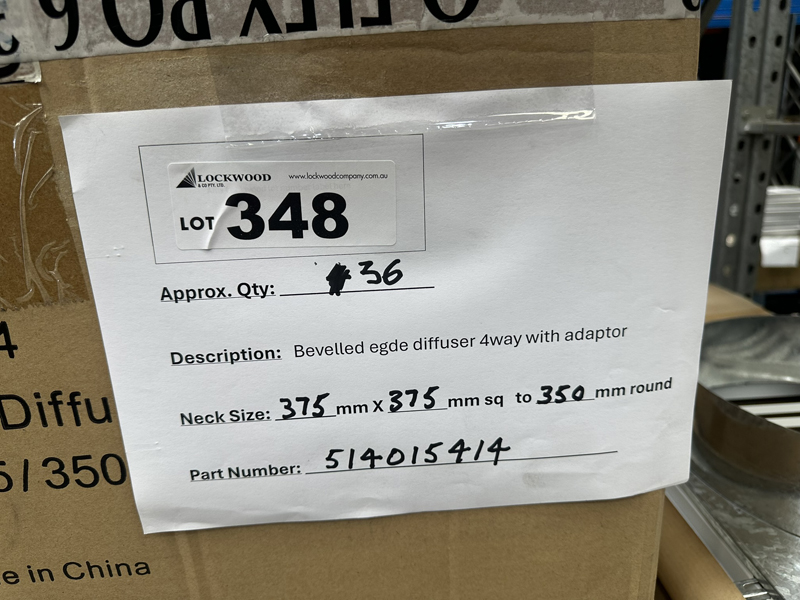 LOCKWOOD
& CO PTY. LTD.
www.lockwoodcompany.com.au
LOT 348
Approx. Qty: 36
Description: Bevelled egde diffuser 4way with adaptor
Neck Size: 375 mm X 375 mm sq to 350 mm round
Part Number: 514015414
4
Diffu
5/350
e in China